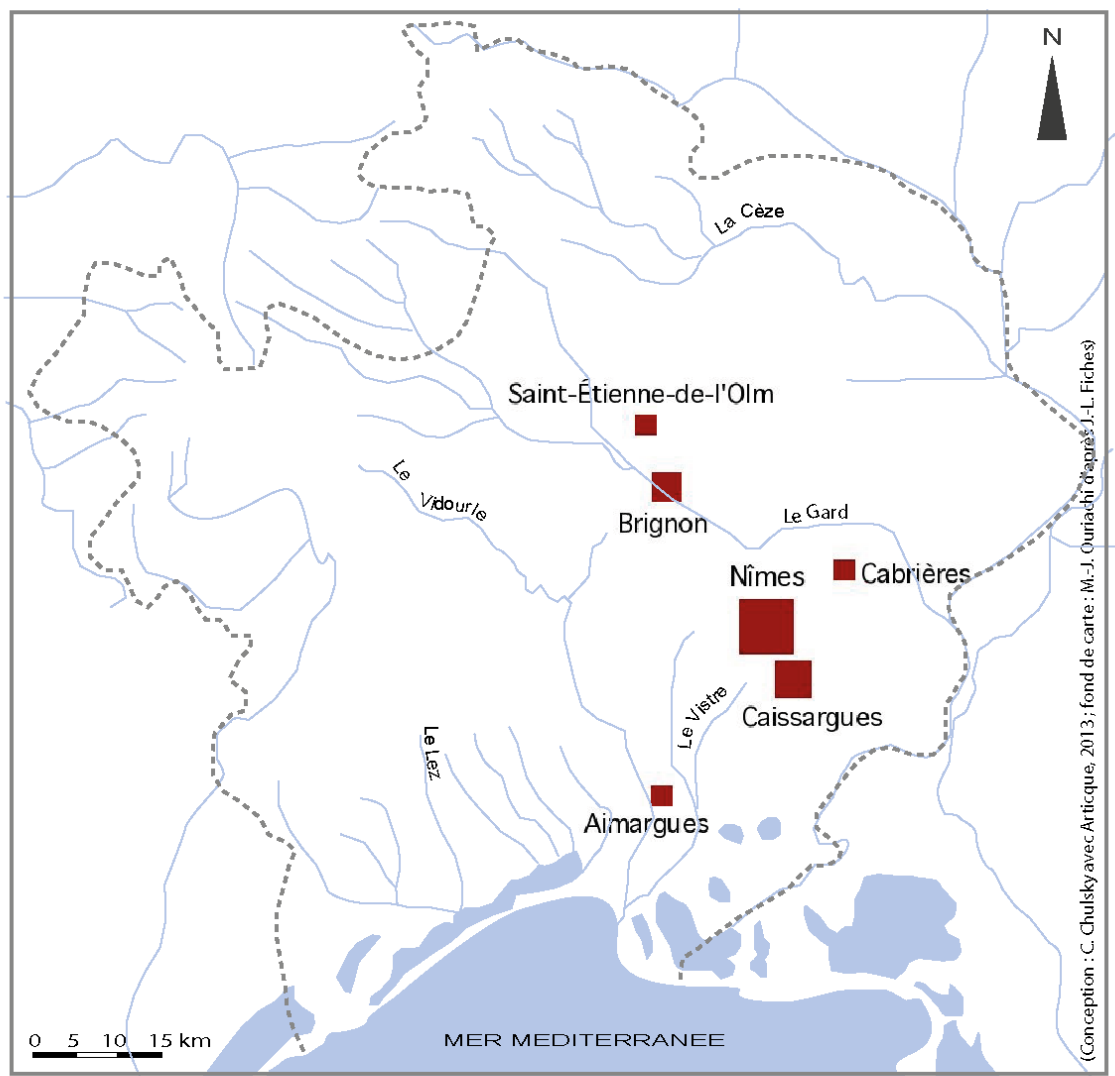 N
La Cèze
Saint-Étienne-de-l'Olm
Le Vidourle
Brignon
Le Gard
Nîmes
Cabrières
Le Vistre
Caissargues
Le Lez
Aimargues
0 5 10 15 km
MER MEDITERRANEE
(Conception : C. Chulsky avec Articque, 2013 ; fond de carte : M.-J. Ouriachi d'après J.-L. Fiches)